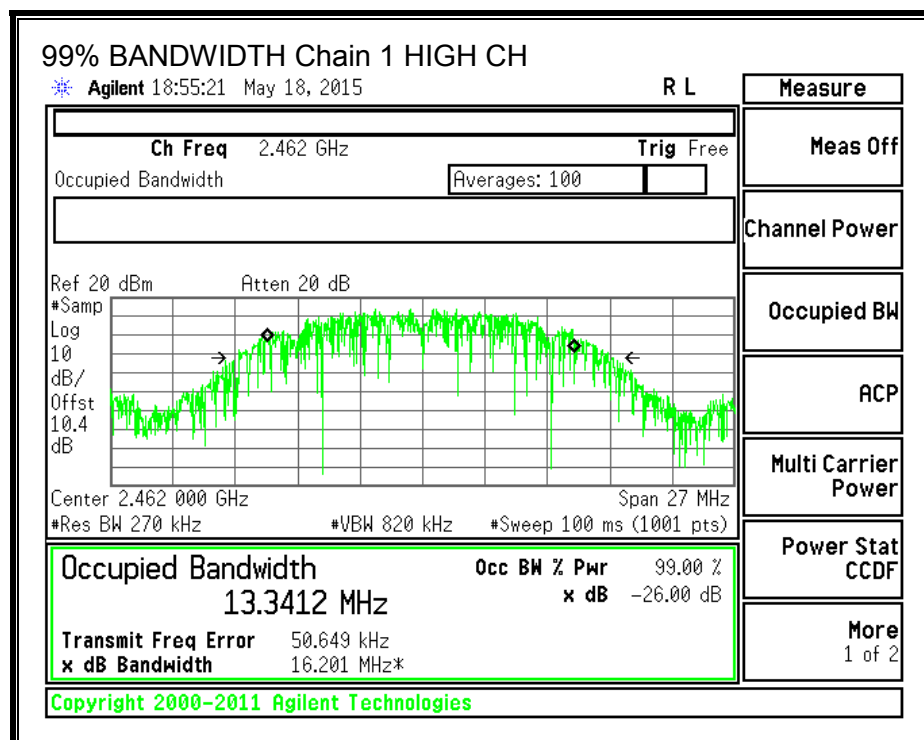 99% BANDWIDTH Chain 1 HIGH CH
Agilent 18:55:21 May 18, 2015 R L
Measure
Ch Freq 2.462 GHz Trig Free
Meas Off
Occupied Bandwidth Averages: 100
Channel Power
Ref 20 dBm Atten 20 dB
#Samp
Log
10
dB/
Offst
10.4
dB
Occupied BW
ACP
Multi Carrier
Power
Center 2.462 000 GHz Span 27 MHz
#Res BW 270 kHz #VBW 820 kHz #Sweep 100 ms (1001 pts)
Power Stat
CCDF
Occupied Bandwidth Occ BW % Pwr 99.00 %
13.3412 MHz x dB -26.00 dB
Transmit Freq Error 50.649 kHz
x dB Bandwidth 16.201 MHz*
More
1 of 2
Copyright 2000-2011 Agilent Technologies